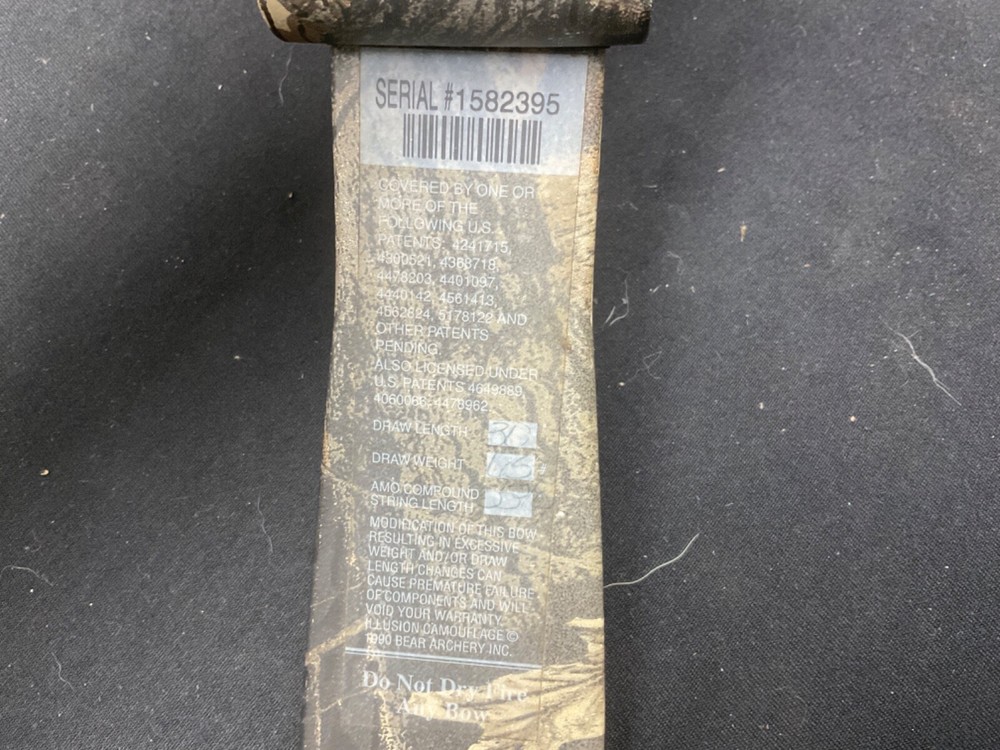 SERIAL #1582395
COVERED BY ONE OR
MORE OF THE
FOLLOWING U.S.
PATENTS: 4241715,
4300521, 4368718,
4478203, 4401097,
4440142, 4561413,
4562824, 5178122 AND
OTHER PATENTS
PENDING.
ALSO LICENSED UNDER
U.S. PATENTS 4649889,
4060066, 4478962.
DRAW LENGTH
DRAW WEIGHT
AMO COMPOUND
STRING LENGTH
MODIFICATION OF THIS BOW
RESULTING IN EXCESSIVE
WEIGHT AND/OR DRAW
LENGTH CHANGES CAN
CAUSE PREMATURE FAILURE
OF COMPONENTS AND WILL
VOID YOUR WARRANTY.
ILLUSION CAMOUFLAGE ©
1990 BEAR ARCHERY INC.
Do Not Dry Fire
Any Bow